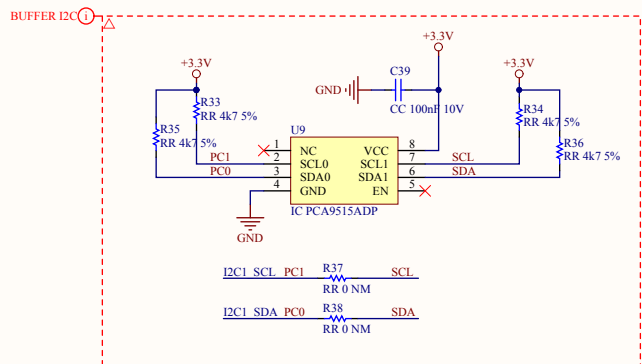 BUFFER I2C i
+3.3V
+3.3V
+3.3V
C39
GND
CC 100nF 10V
R33
RR 4k7 5%
R35
RR 4k7 5%
R34
RR 4k7 5%
R36
RR 4k7 5%
U9
1 NC VCC 8
PC1 2 SCL0 SCL1 7 SCL
PC0 3 SDA0 SDA1 6 SDA
4 GND EN 5
IC PCA9515ADP
GND
I2C1_SCL PC1 R37 SCL
RR 0 NM
I2C1_SDA PC0 R38 SDA
RR 0 NM